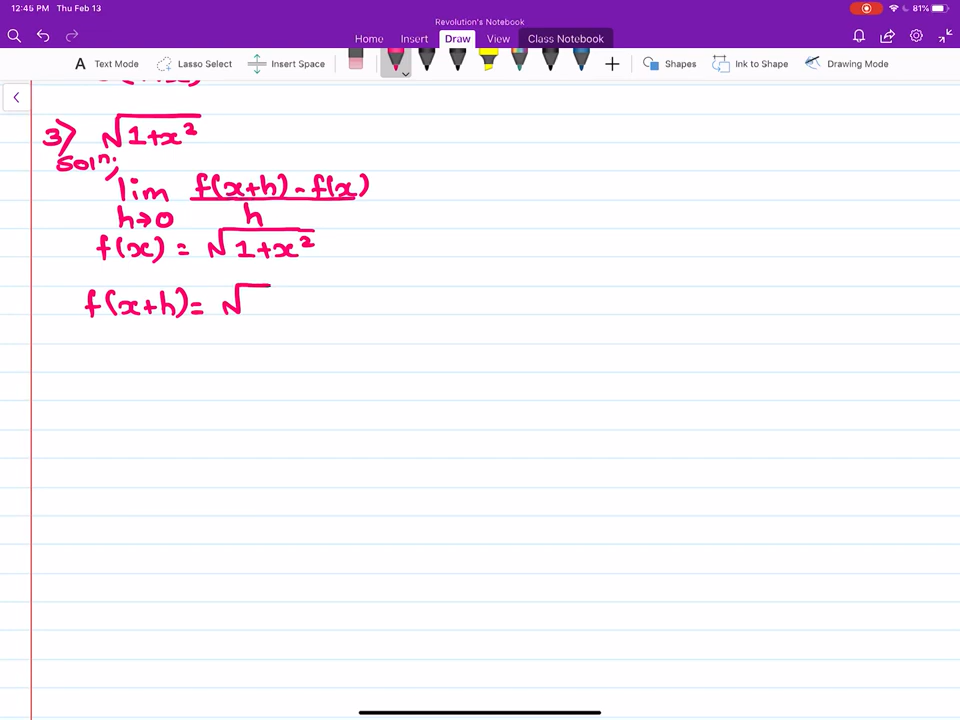 12:45 PM Thu Feb 13
81%
Revolution's Notebook
Home Insert Draw View Class Notebook
A Text Mode Lasso Select Insert Space Shapes Ink to Shape Drawing Mode
3> √1+x²
Soln;
lim f(x+h) - f(x)
h→0 h
f(x) = √1+x²
f(x+h) = √